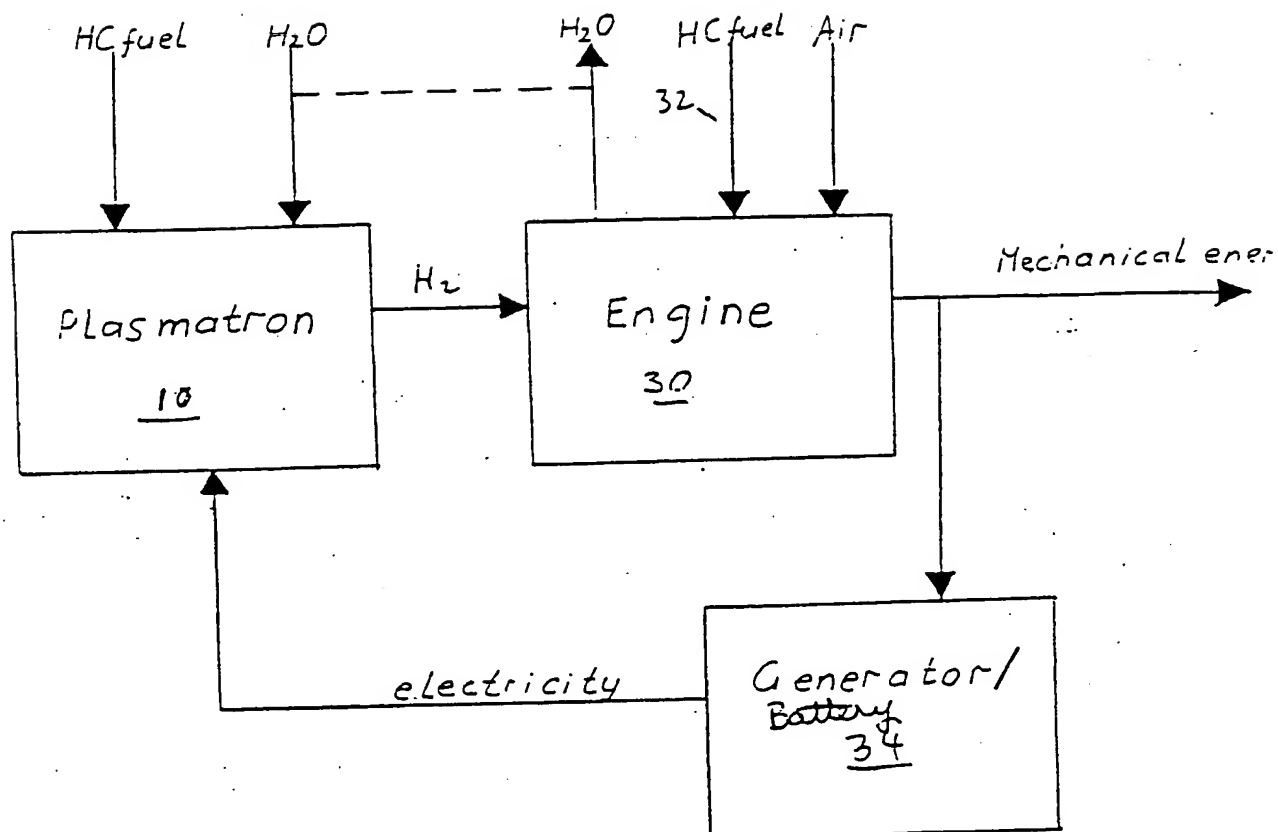 HC fuel H₂O H₂O HC fuel Air
32
Mechanical ener
H₂
Plasmatron
10
Engine
30
electricity
Generator/
Battery
34